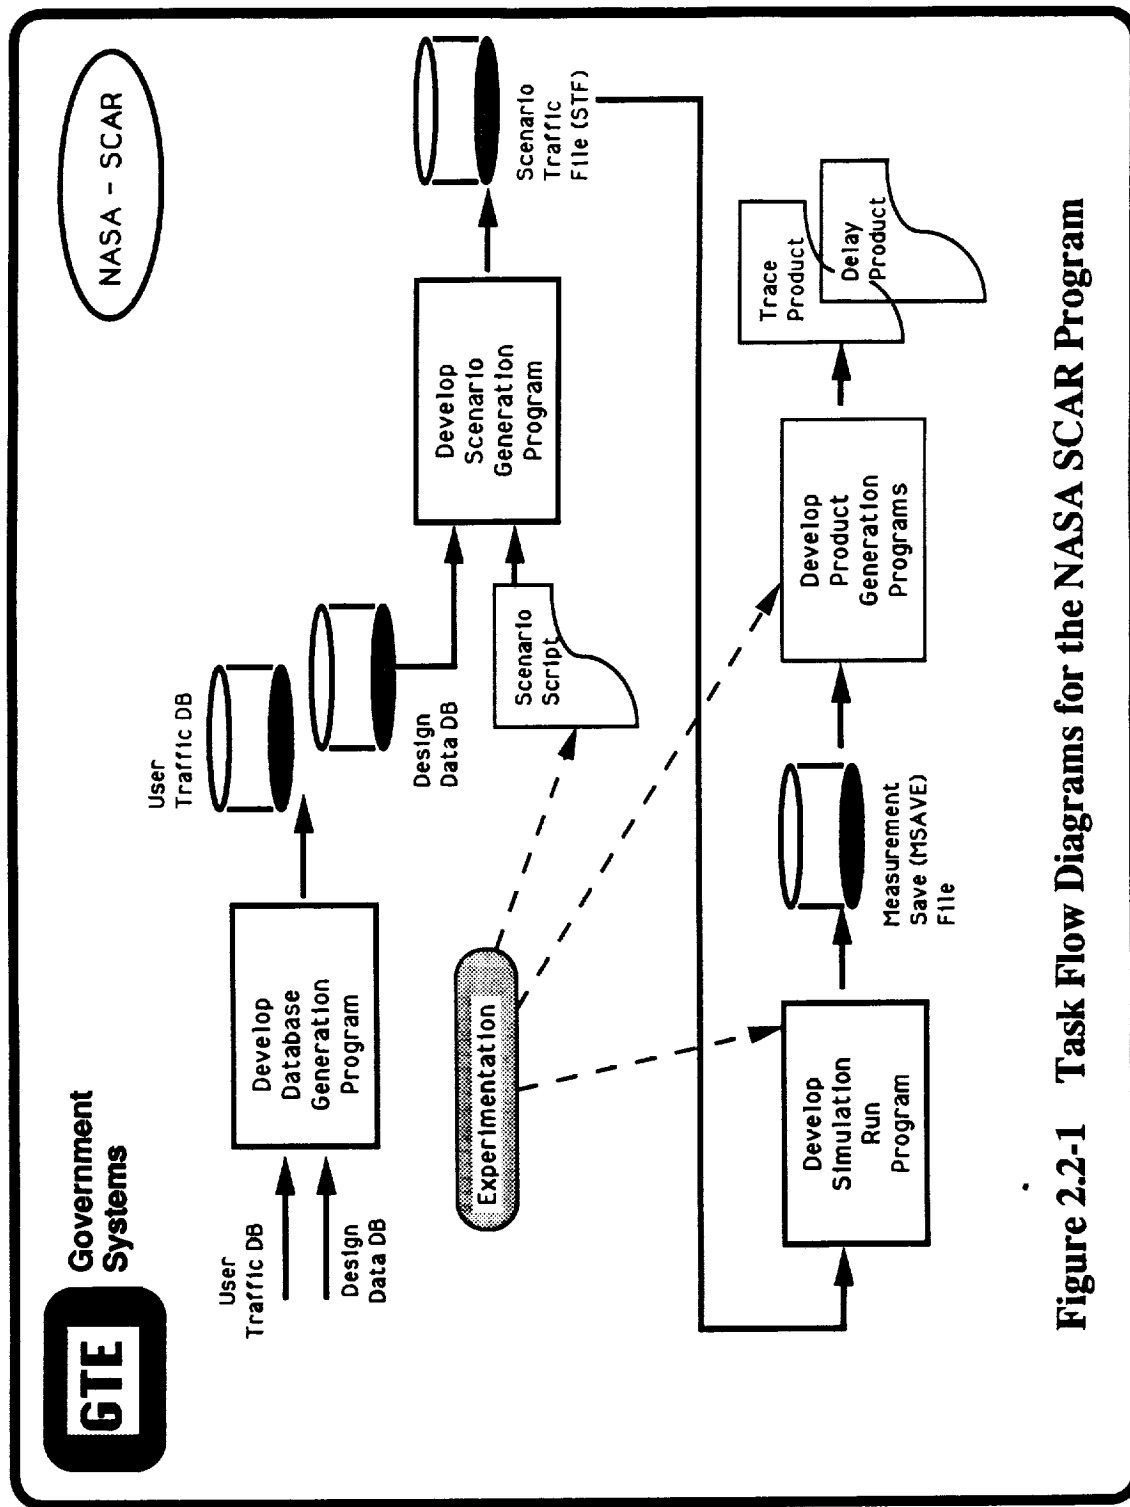 GTE
Government
Systems
NASA - SCAR
User
Traffic DB
Design
Data DB
Develop
Database
Generation
Program
User
Traffic DB
Design
Data DB
Develop
Scenario
Generation
Program
Scenario
Traffic
File (STF)
Scenario
Script
Experimentation
Develop
Simulation
Run
Program
Measurement
Save (MSAVE)
File
Develop
Product
Generation
Programs
Trace
Product
Delay
Product
Figure 2.2-1 Task Flow Diagrams for the NASA SCAR Program